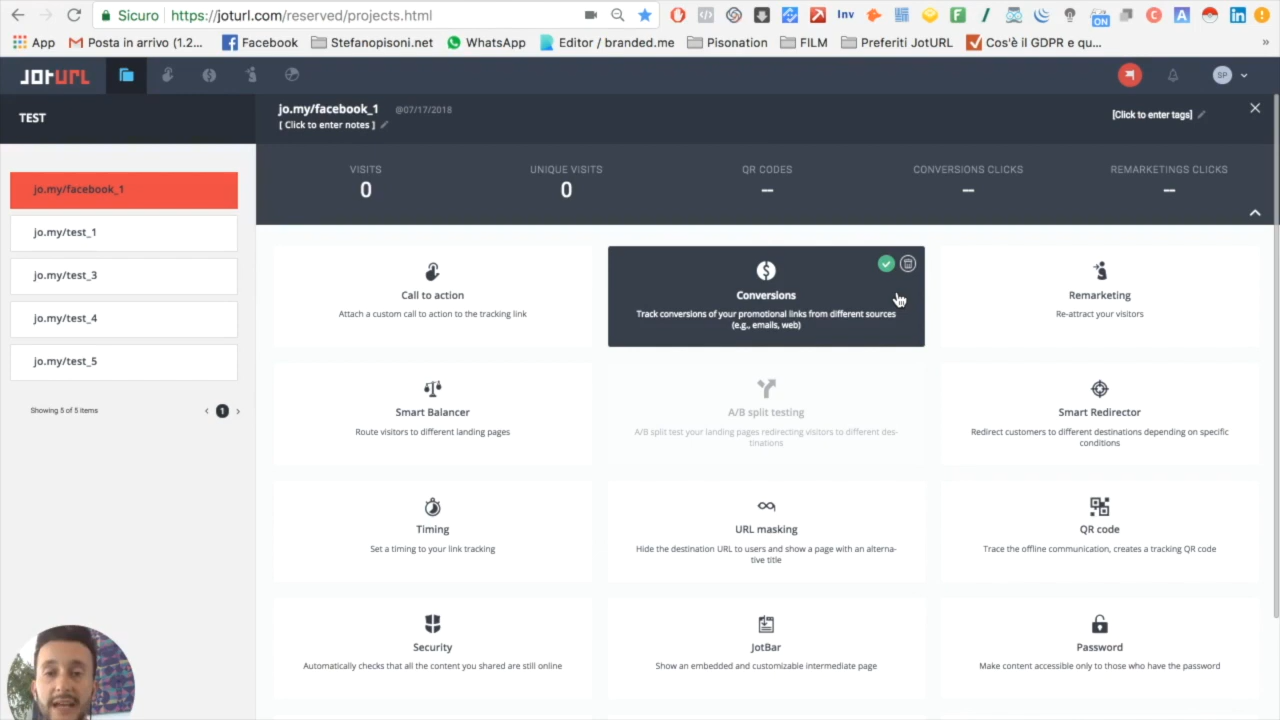 Sicuro
https://joturl.com/reserved/projects.html
Inv
ON
App
Posta in arrivo (1.2...
Facebook
Stefanopisoni.net
WhatsApp
Editor / branded.me
Pisonation
FILM
Preferiti JotURL
Cos'è il GDPR e qu...
»
JOTURL
SP
TEST
jo.my/facebook_1 @07/17/2018
[ Click to enter notes ]
[Click to enter tags]
VISITS
0
UNIQUE VISITS
0
QR CODES
--
CONVERSIONS CLICKS
--
REMARKETINGS CLICKS
--
jo.my/facebook_1
jo.my/test_1
jo.my/test_3
jo.my/test_4
jo.my/test_5
Showing 5 of 5 items
< 1 >
Call to action
Attach a custom call to action to the tracking link
Conversions
Track conversions of your promotional links from different sources
(e.g., emails, web)
Remarketing
Re-attract your visitors
Smart Balancer
Route visitors to different landing pages
A/B split testing
A/B split test your landing pages redirecting visitors to different des-
tinations
Smart Redirector
Redirect customers to different destinations depending on specific
conditions
Timing
Set a timing to your link tracking
URL masking
Hide the destination URL to users and show a page with an alterna-
tive title
QR code
Trace the offline communication, creates a tracking QR code
Security
Automatically checks that all the content you shared are still online
JotBar
Show an embedded and customizable intermediate page
Password
Make content accessible only to those who have the password